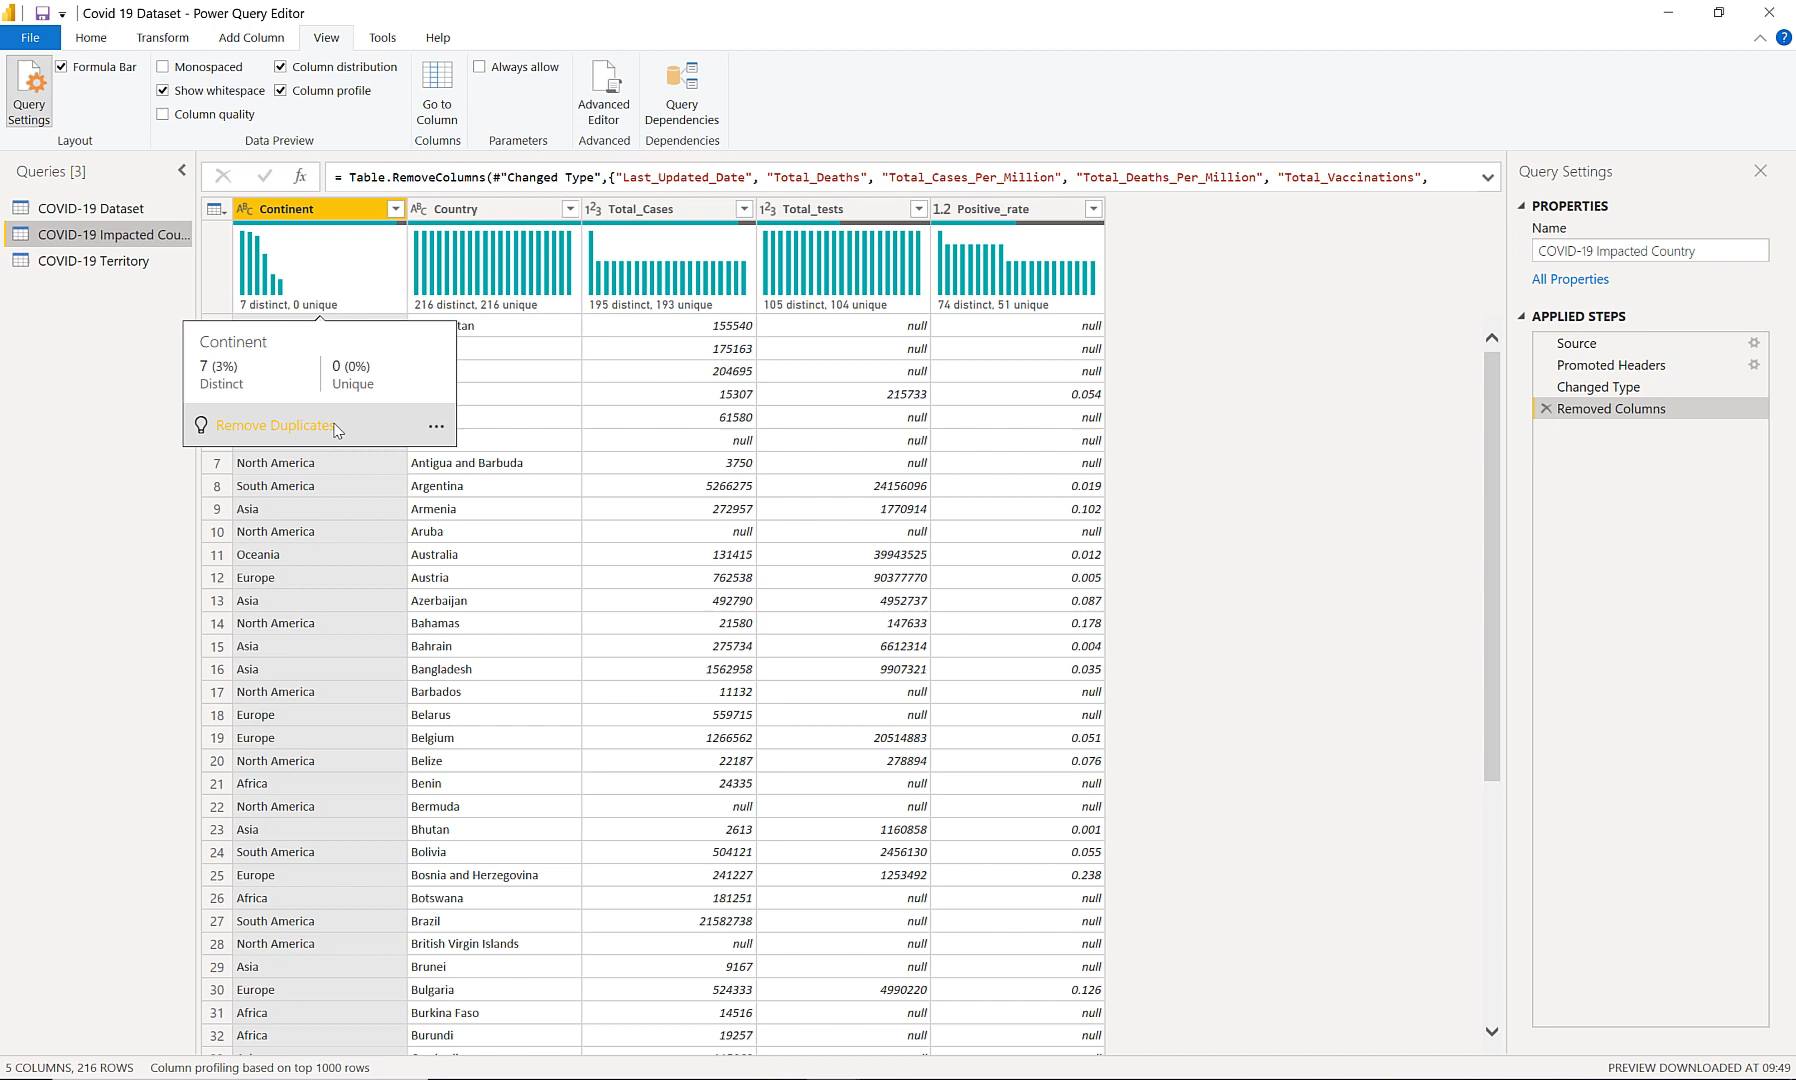 Covid 19 Dataset - Power Query Editor
File Home Transform Add Column View Tools Help
Query Settings
Formula Bar
Layout
Monospaced
Show whitespace
Column quality
Column distribution
Column profile
Data Preview
Go to Column
Columns
Always allow
Parameters
Advanced Editor
Advanced
Query Dependencies
Dependencies
Queries [3]
COVID-19 Dataset
COVID-19 Impacted Cou...
COVID-19 Territory
fx = Table.RemoveColumns(#"Changed Type",{"Last_Updated_Date", "Total_Deaths", "Total_Cases_Per_Million", "Total_Deaths_Per_Million", "Total_Vaccinations",
ABC Continent ABC Country 123 Total_Cases 123 Total_tests 1.2 Positive_rate
7 distinct, 0 unique 216 distinct, 216 unique 195 distinct, 193 unique 105 distinct, 104 unique 74 distinct, 51 unique
Continent
7 (3%) 0 (0%)
Distinct Unique
Remove Duplicates
tan 155540 null null
175163 null null
204695 null null
15307 215733 0.054
61580 null null
null null null
7 North America Antigua and Barbuda 3750 null null
8 South America Argentina 5266275 24156096 0.019
9 Asia Armenia 272957 1770914 0.102
10 North America Aruba null null null
11 Oceania Australia 131415 39943525 0.012
12 Europe Austria 762538 90377770 0.005
13 Asia Azerbaijan 492790 4952737 0.087
14 North America Bahamas 21580 147633 0.178
15 Asia Bahrain 275734 6612314 0.004
16 Asia Bangladesh 1562958 9907321 0.035
17 North America Barbados 11132 null null
18 Europe Belarus 559715 null null
19 Europe Belgium 1266562 20514883 0.051
20 North America Belize 22187 278894 0.076
21 Africa Benin 24335 null null
22 North America Bermuda null null null
23 Asia Bhutan 2613 1160858 0.001
24 South America Bolivia 504121 2456130 0.055
25 Europe Bosnia and Herzegovina 241227 1253492 0.238
26 Africa Botswana 181251 null null
27 South America Brazil 21582738 null null
28 North America British Virgin Islands null null null
29 Asia Brunei 9167 null null
30 Europe Bulgaria 524333 4990220 0.126
31 Africa Burkina Faso 14516 null null
32 Africa Burundi 19257 null null
Query Settings
PROPERTIES
Name
COVID-19 Impacted Country
All Properties
APPLIED STEPS
Source
Promoted Headers
Changed Type
Removed Columns
5 COLUMNS, 216 ROWS Column profiling based on top 1000 rows
PREVIEW DOWNLOADED AT 09:49